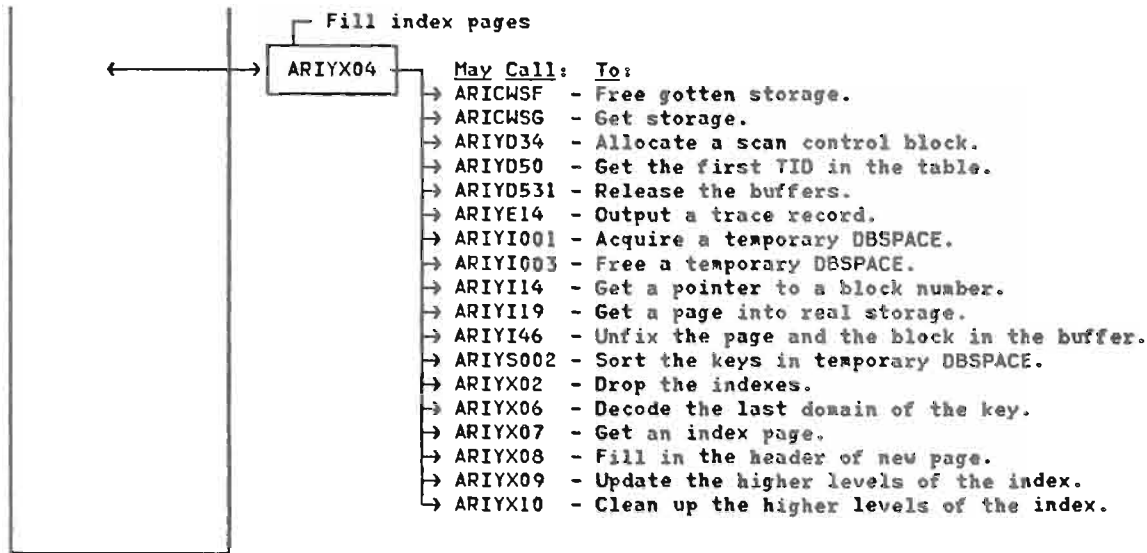 Fill index pages
ARIYX04
May Call: To:
ARICWSF - Free gotten storage.
ARICWSG - Get storage.
ARIYD34 - Allocate a scan control block.
ARIYD50 - Get the first TID in the table.
ARIYD531 - Release the buffers.
ARIYE14 - Output a trace record.
ARIYI001 - Acquire a temporary DBSPACE.
ARIYI003 - Free a temporary DBSPACE.
ARIYI14 - Get a pointer to a block number.
ARIYI19 - Get a page into real storage.
ARIYI46 - Unfix the page and the block in the buffer.
ARIYS002 - Sort the keys in temporary DBSPACE.
ARIYX02 - Drop the indexes.
ARIYX06 - Decode the last domain of the key.
ARIYX07 - Get an index page.
ARIYX08 - Fill in the header of new page.
ARIYX09 - Update the higher levels of the index.
ARIYX10 - Clean up the higher levels of the index.